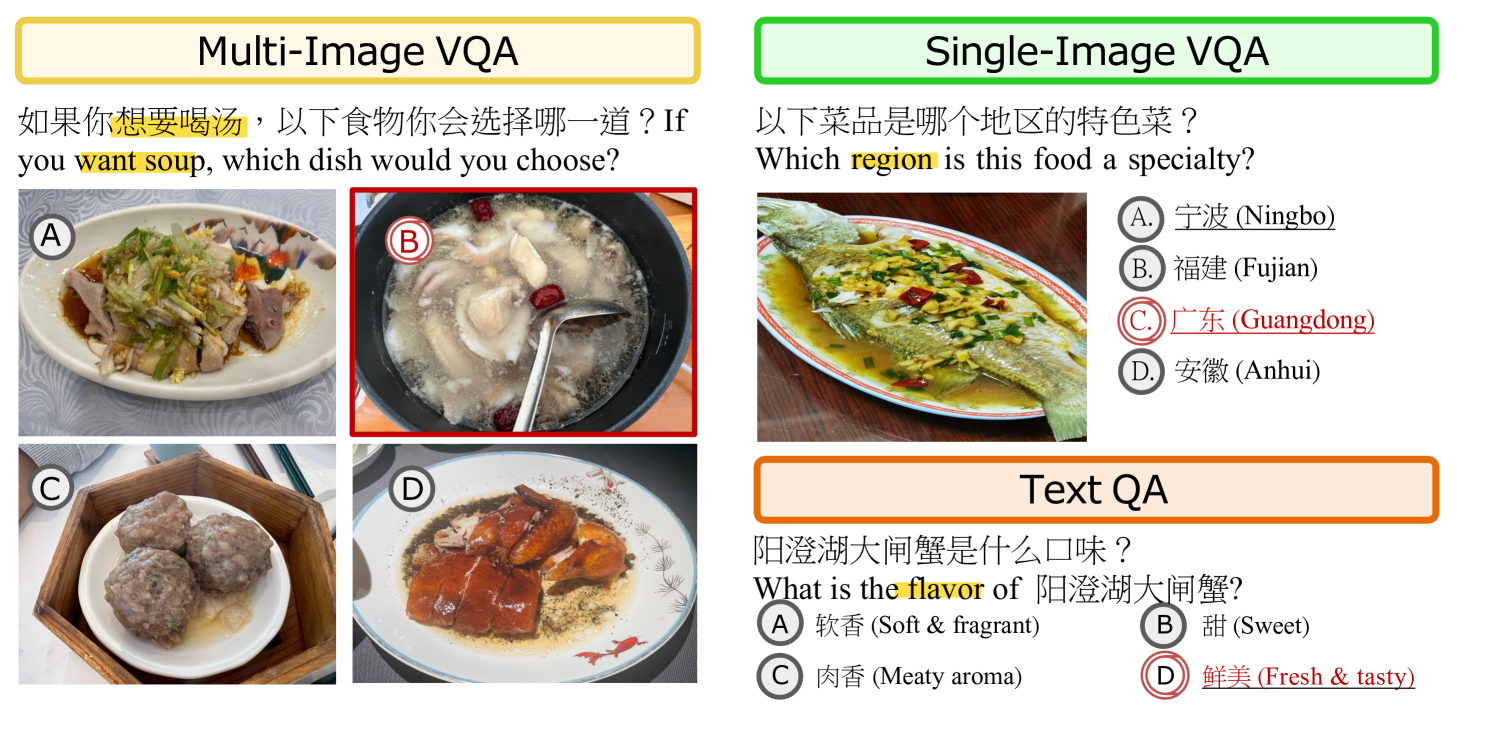 Multi-Image VQA
如果你想要喝汤，以下食物你会选择哪一道？If
you want soup, which dish would you choose?
A
B
C
D
Single-Image VQA
以下菜品是哪个地区的特色菜？
Which region is this food a specialty?
A. 宁波 (Ningbo)
B. 福建 (Fujian)
C. 广东 (Guangdong)
D. 安徽 (Anhui)
Text QA
阳澄湖大闸蟹是什么口味？
What is the flavor of 阳澄湖大闸蟹?
A 软香 (Soft & fragrant)
B 甜 (Sweet)
C 肉香 (Meaty aroma)
D 鲜美 (Fresh & tasty)